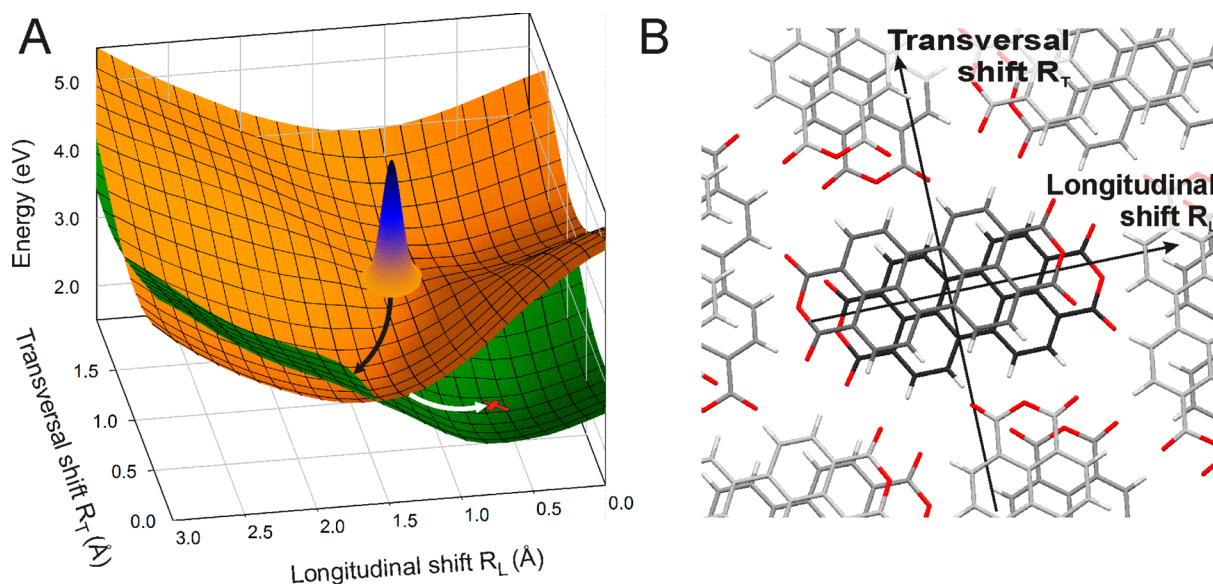 A
5.0
4.0
3.0
2.0
Energy (eV)
1.5
1.0
0.5
0.0
Transversal shift R_T (Å)
3.0
2.5
2.0
1.5
1.0
0.5
0.0
Longitudinal shift R_L (Å)
B
Transversal
shift R_T
Longitudinal
shift R_L